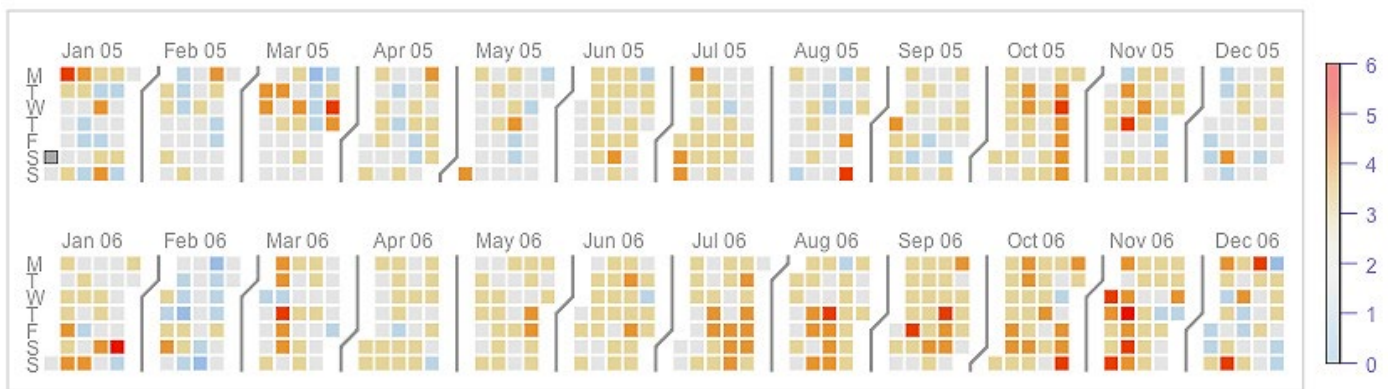 Jan 05 Feb 05 Mar 05 Apr 05 May 05 Jun 05 Jul 05 Aug 05 Sep 05 Oct 05 Nov 05 Dec 05
M
T
W
T
F
S
S
Jan 06 Feb 06 Mar 06 Apr 06 May 06 Jun 06 Jul 06 Aug 06 Sep 06 Oct 06 Nov 06 Dec 06
M
T
W
T
F
S
S
6
5
4
3
2
1
0